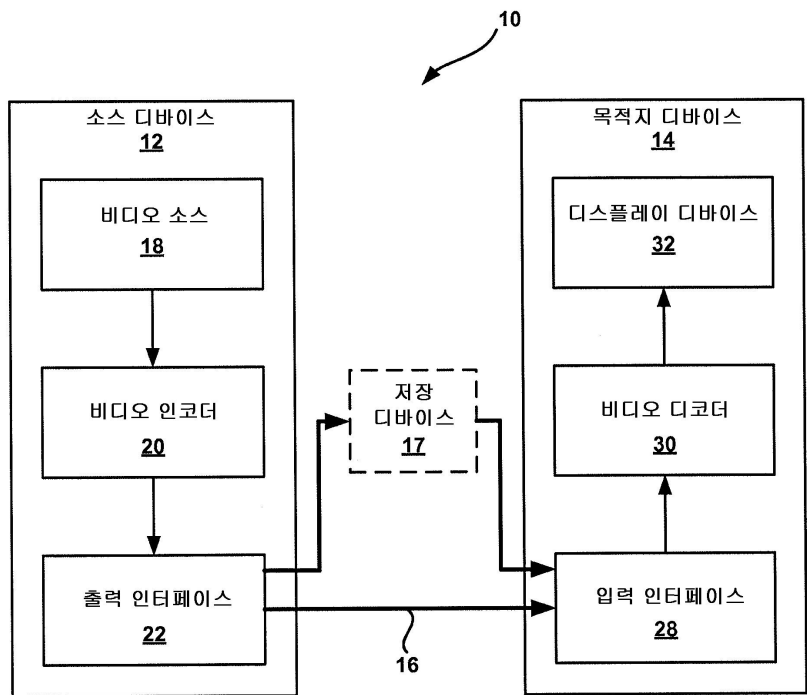 10
소스 디바이스
12
비디오 소스
18
비디오 인코더
20
출력 인터페이스
22
저장
디바이스
17
16
목적지 디바이스
14
디스플레이 디바이스
32
비디오 디코더
30
입력 인터페이스
28